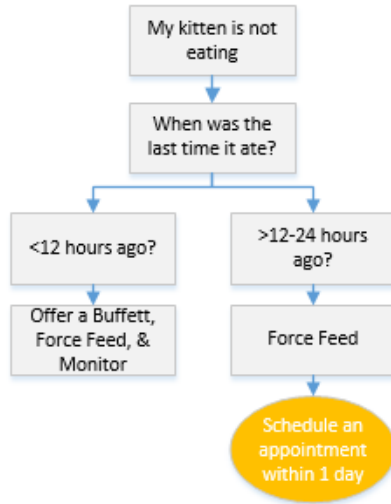 My kitten is not
eating
When was the
last time it ate?
<12 hours ago?
>12-24 hours
ago?
Offer a Buffett,
Force Feed, &
Monitor
Force Feed
Schedule an
appointment
within 1 day